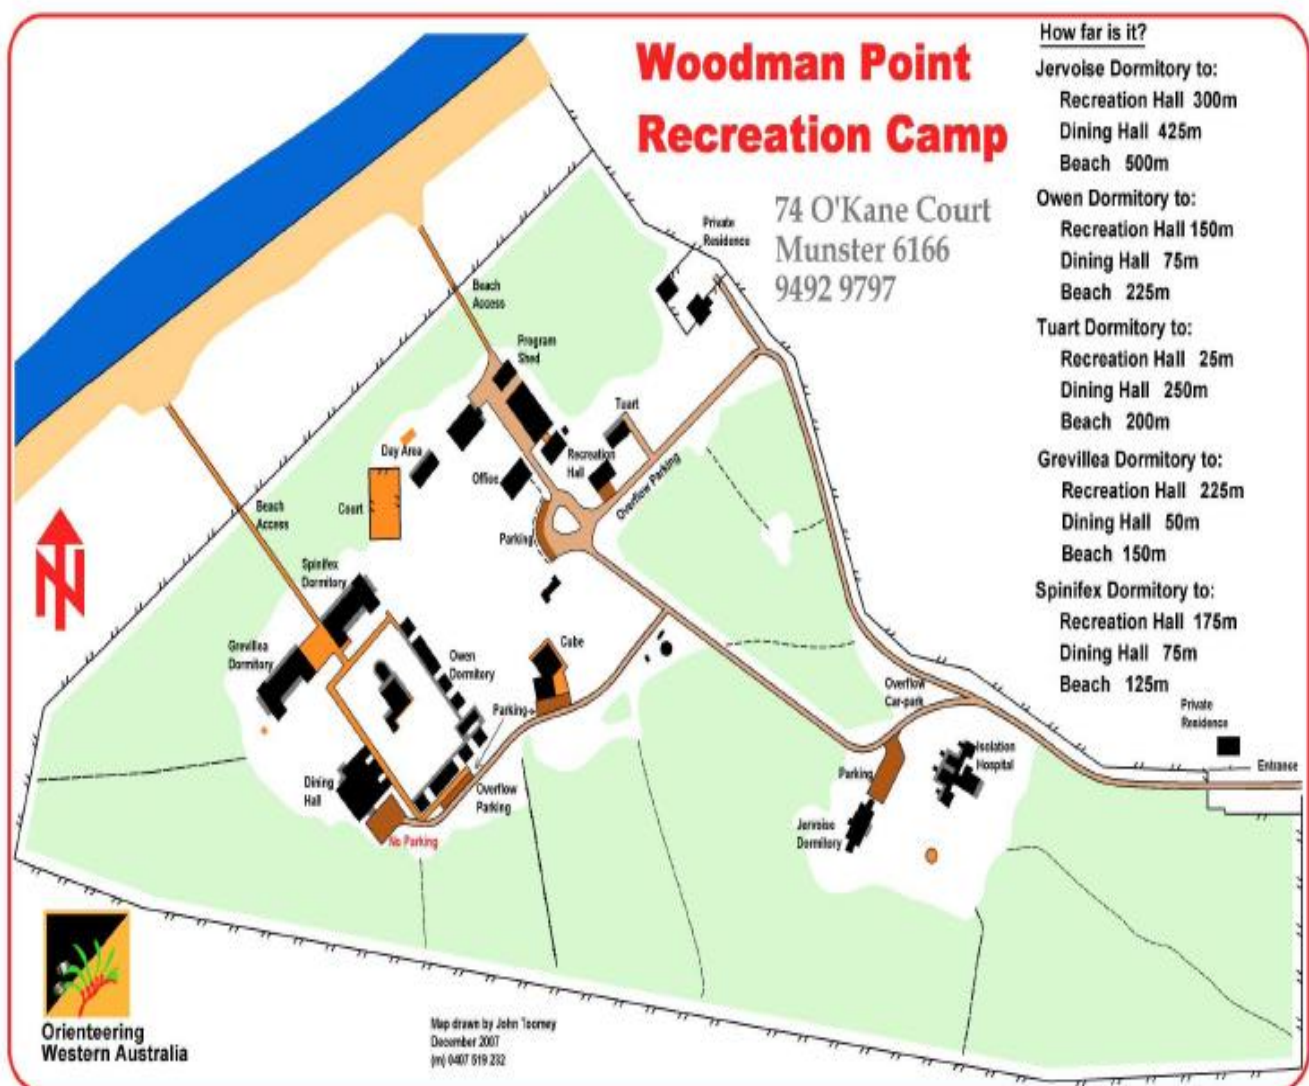 Woodman Point
Recreation Camp
74 O'Kane Court
Munster 6166
9492 9797
How far is it?
Jervoise Dormitory to:
Recreation Hall 300m
Dining Hall 425m
Beach 500m
Owen Dormitory to:
Recreation Hall 150m
Dining Hall 75m
Beach 225m
Tuart Dormitory to:
Recreation Hall 25m
Dining Hall 250m
Beach 200m
Grevillea Dormitory to:
Recreation Hall 225m
Dining Hall 50m
Beach 150m
Spinifex Dormitory to:
Recreation Hall 175m
Dining Hall 75m
Beach 125m
Private
Residence
Beach
Access
Program
Shed
Tuart
Day Area
Recreation
Hall
Office
Overflow Parking
Court
Beach
Access
Parking
Spinifex
Dormitory
Grevillea
Dormitory
Owen
Dormitory
Cube
Parking
Overflow
Car-park
Private
Residence
Entrance
Isolation
Hospital
Parking
Dining
Hall
Overflow
Parking
No Parking
Jervoise
Dormitory
N
Orienteering
Western Australia
Map drawn by John Toomey
December 2007
(m) 0407 519 232